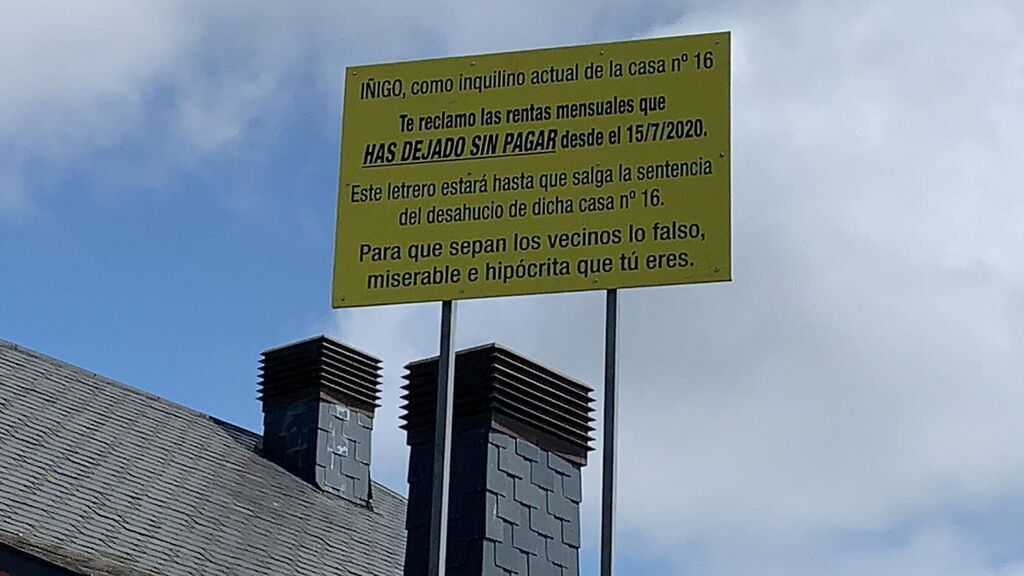 IÑIGO, como inquilino actual de la casa nº 16
Te reclamo las rentas mensuales que
HAS DEJADO SIN PAGAR desde el 15/7/2020.
Este letrero estará hasta que salga la sentencia
del desahucio de dicha casa nº 16.
Para que sepan los vecinos lo falso,
miserable e hipócrita que tú eres.